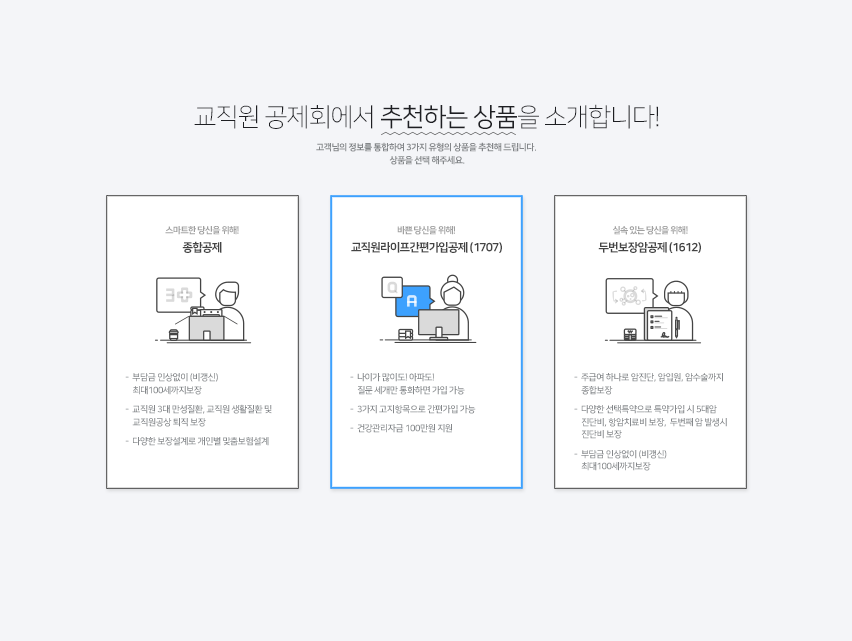 교직원 공제회에서 추천하는 상품을 소개합니다!
고객님의 정보를 통합하여 3가지 유형의 상품을 추천해 드립니다.
상품을 선택 해주세요.
스마트한 당신을 위해!
종합공제
3
- 부담금 인상없이 (비갱신)
최대100세까지보장
- 교직원 3대 만성질환, 교직원 생활질환 및
교직원공상 퇴직 보장
- 다양한 보장설계로 개인별 맞춤보험설계
바쁜 당신을 위해!
교직원라이프간편가입공제 (1707)
Q
A
- 나이가 많이도! 아파도!
질문 세개만 통화하면 가입 가능
- 3가지 고지항목으로 간편가입 가능
- 건강관리자금 100만원 지원
실속 있는 당신을 위해!
두번보장암공제 (1612)
- 주급여 하나로 암진단, 암입원, 암수술까지
종합보장
- 다양한 선택특약으로 특약가입 시 5대암
진단비, 항암치료비 보장, 두번째 암 발생시
진단비 보장
- 부담금 인상없이 (비갱신)
최대100세까지보장